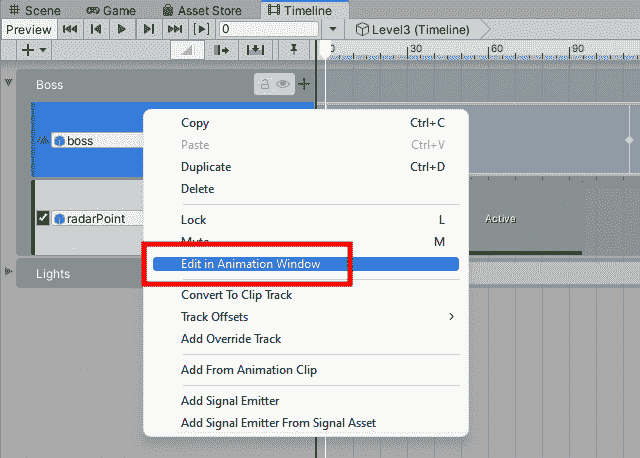 Scene Game Asset Store Timeline
Preview 0 Level3 (Timeline)
0 30 60 90
Boss
boss
Copy Ctrl+C
Paste Ctrl+V
Duplicate Ctrl+D
Delete
radarPoint
Lock L
Active
Mute M
Edit in Animation Window
Lights
Convert To Clip Track
Track Offsets
Add Override Track
Add From Animation Clip
Add Signal Emitter
Add Signal Emitter From Signal Asset